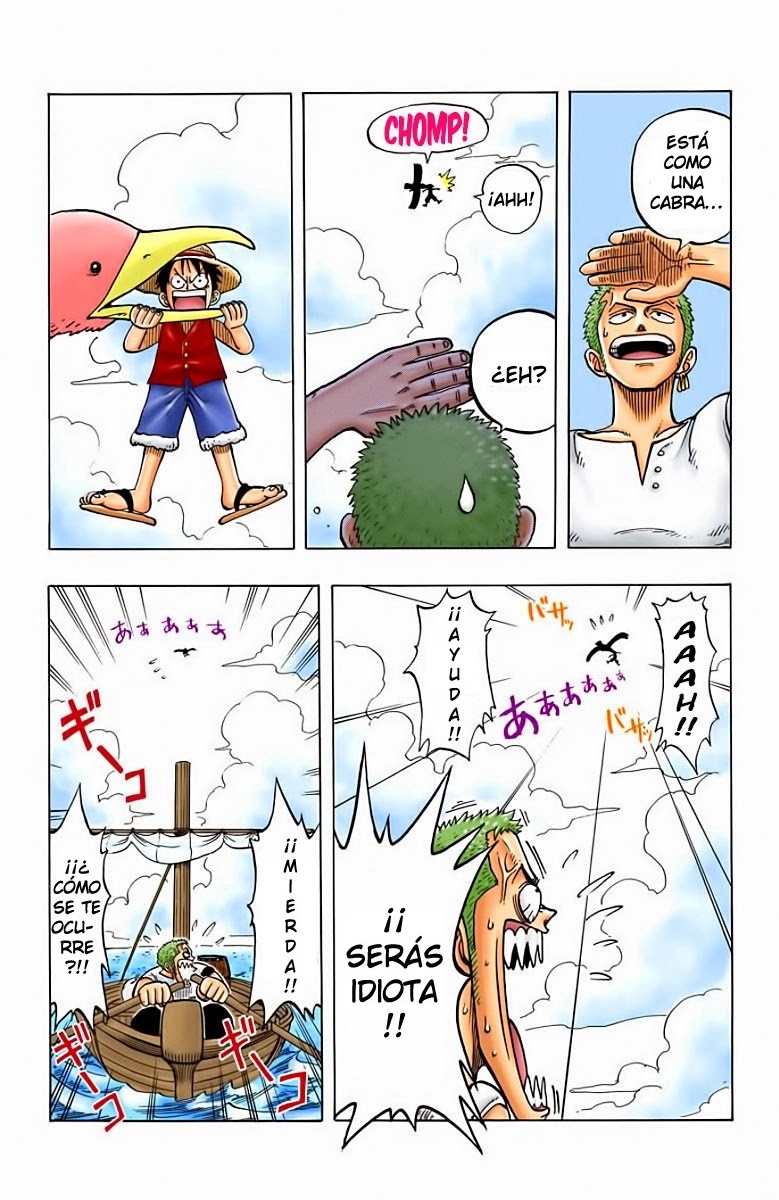 ESTÁ
COMO
UNA
CABRA...
CHOMP!
¡AHH!
¿EH?
AAAH!!
バサッ
バサッ
ああああぁぁぁ
¡¡AYUDA!!
¡¡
SERÁS
IDIOTA
!!
あぁぁぁぁ
ギーコ
¡¡MIERDA!!
¡¡¿
CÓMO
SE TE
OCU-
RRE
?!!
ギーコ
ギーコ